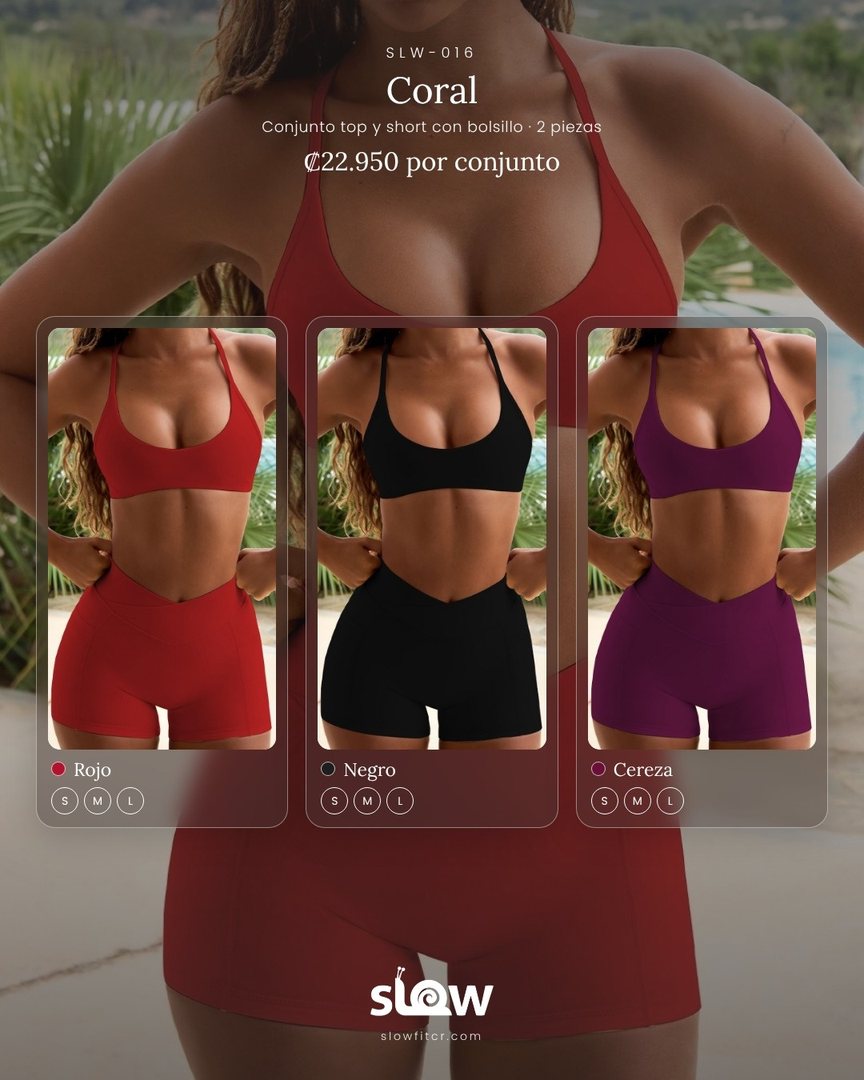 SLW-016
Coral
Conjunto top y short con bolsillo · 2 piezas
₡22.950 por conjunto
Rojo
S M L
Negro
S M L
Cereza
S M L
slow
slowfitcr.com